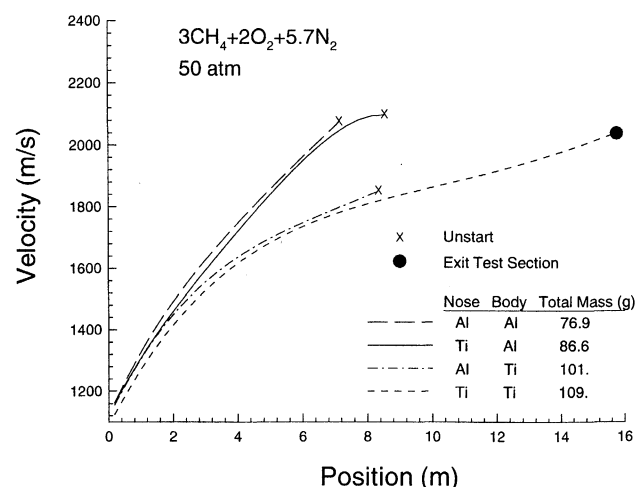 3CH4+2O2+5.7N2
50 atm
2400
2200
2000
1800
1600
1400
1200
Velocity (m/s)
X X
X
X Unstart
Exit Test Section
Nose Body Total Mass (g)
Al Al 76.9
Ti Al 86.6
Al Ti 101.
Ti Ti 109.
0 2 4 6 8 10 12 14 16
Position (m)